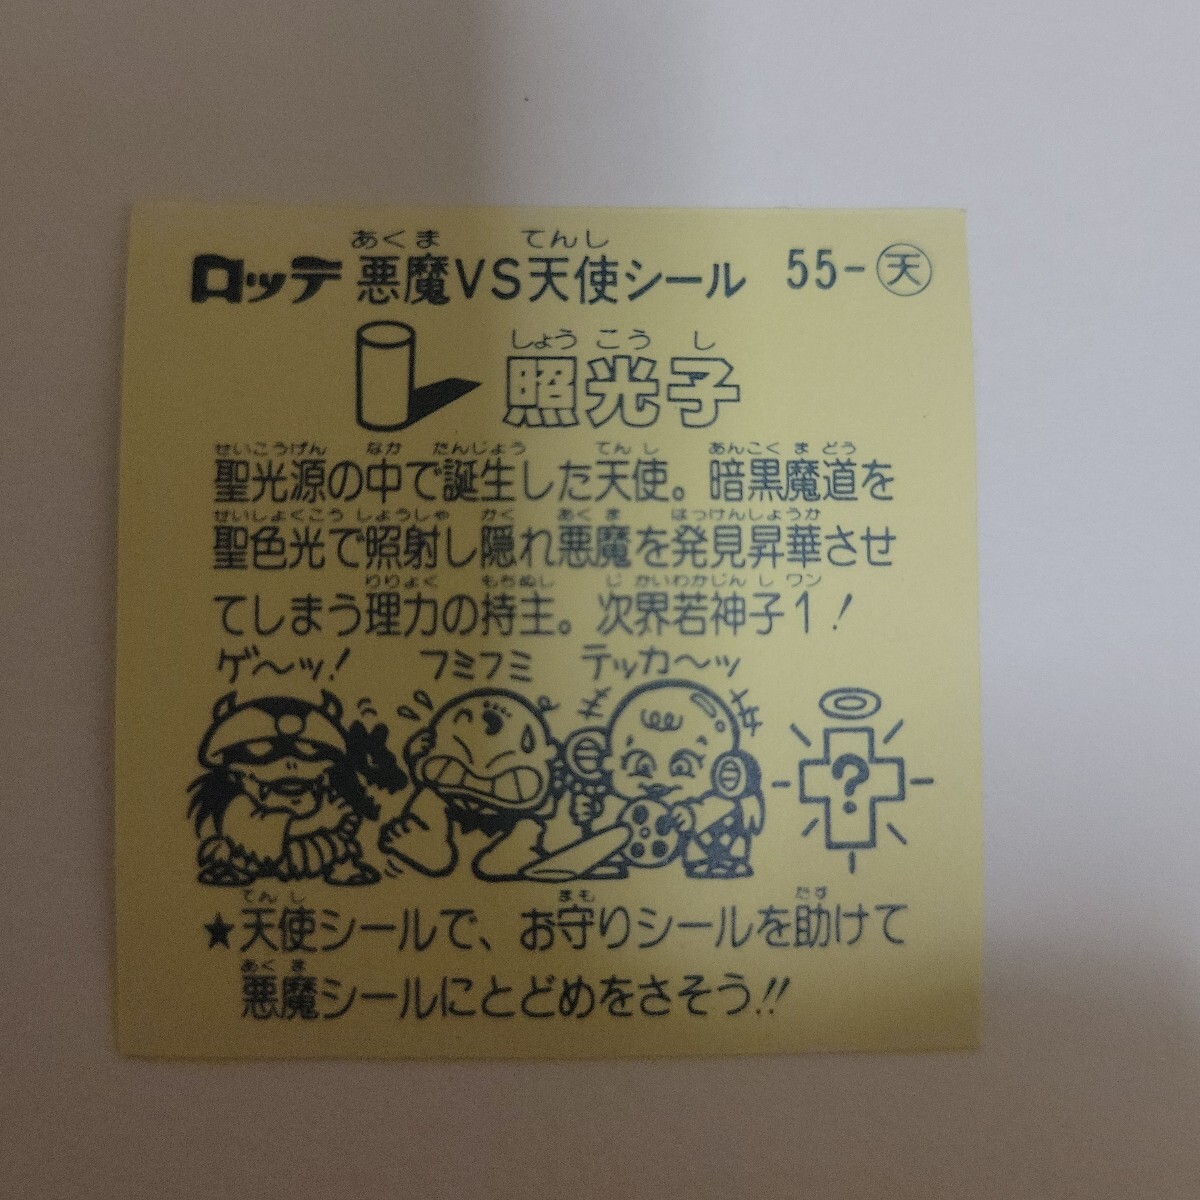 あくま てんし
ロッテ 悪魔VS天使シール 55-天
しょうこうし
照光子
せいこうげん なか たんじょう てんし あんこくまどう
聖光源の中で誕生した天使。暗黒魔道を
せいしょくこう しょうしゃ かく あくま はっけんしょうか
聖色光で照射し隠れ悪魔を発見昇華させ
りりょく もちぬし じかいわかじんし ワン
てしまう理力の持主。次界若神子1!
ゲ〜ッ! フミフミ テッカ〜ッ
?
てんし まも たす
★天使シールで、お守りシールを助けて
あくま
悪魔シールにとどめをさそう!!